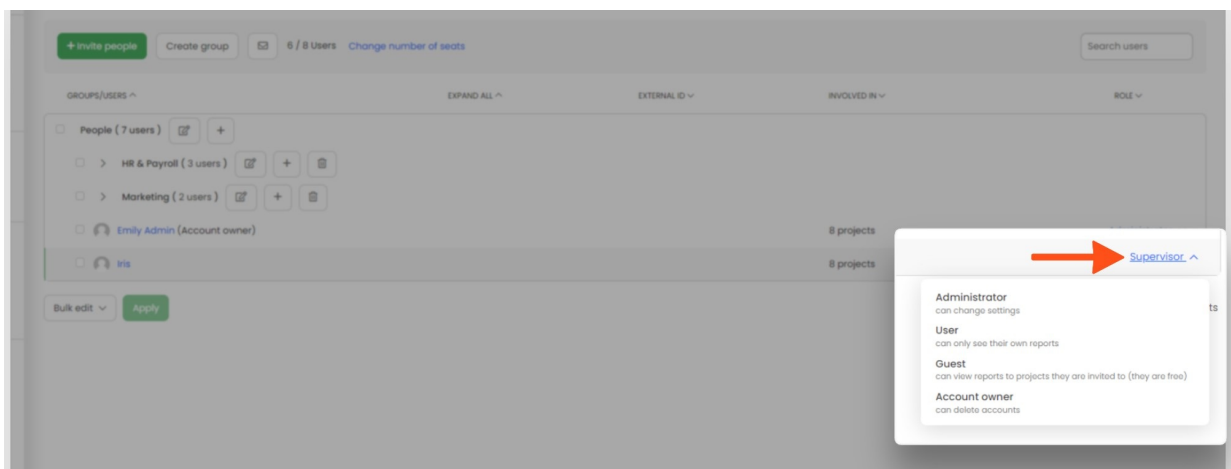 + Invite people Create group 6 / 8 Users Change number of seats Search users
GROUPS/USERS EXPAND ALL EXTERNAL ID INVOLVED IN ROLE
People ( 7 users ) +
HR & Payroll ( 3 users ) +
Marketing ( 2 users ) +
Emily Admin (Account owner) 8 projects
Iris 8 projects Supervisor
Bulk edit Apply
Administrator
can change settings
User
can only see their own reports
Guest
can view reports to projects they are invited to (they are free)
Account owner
can delete accounts